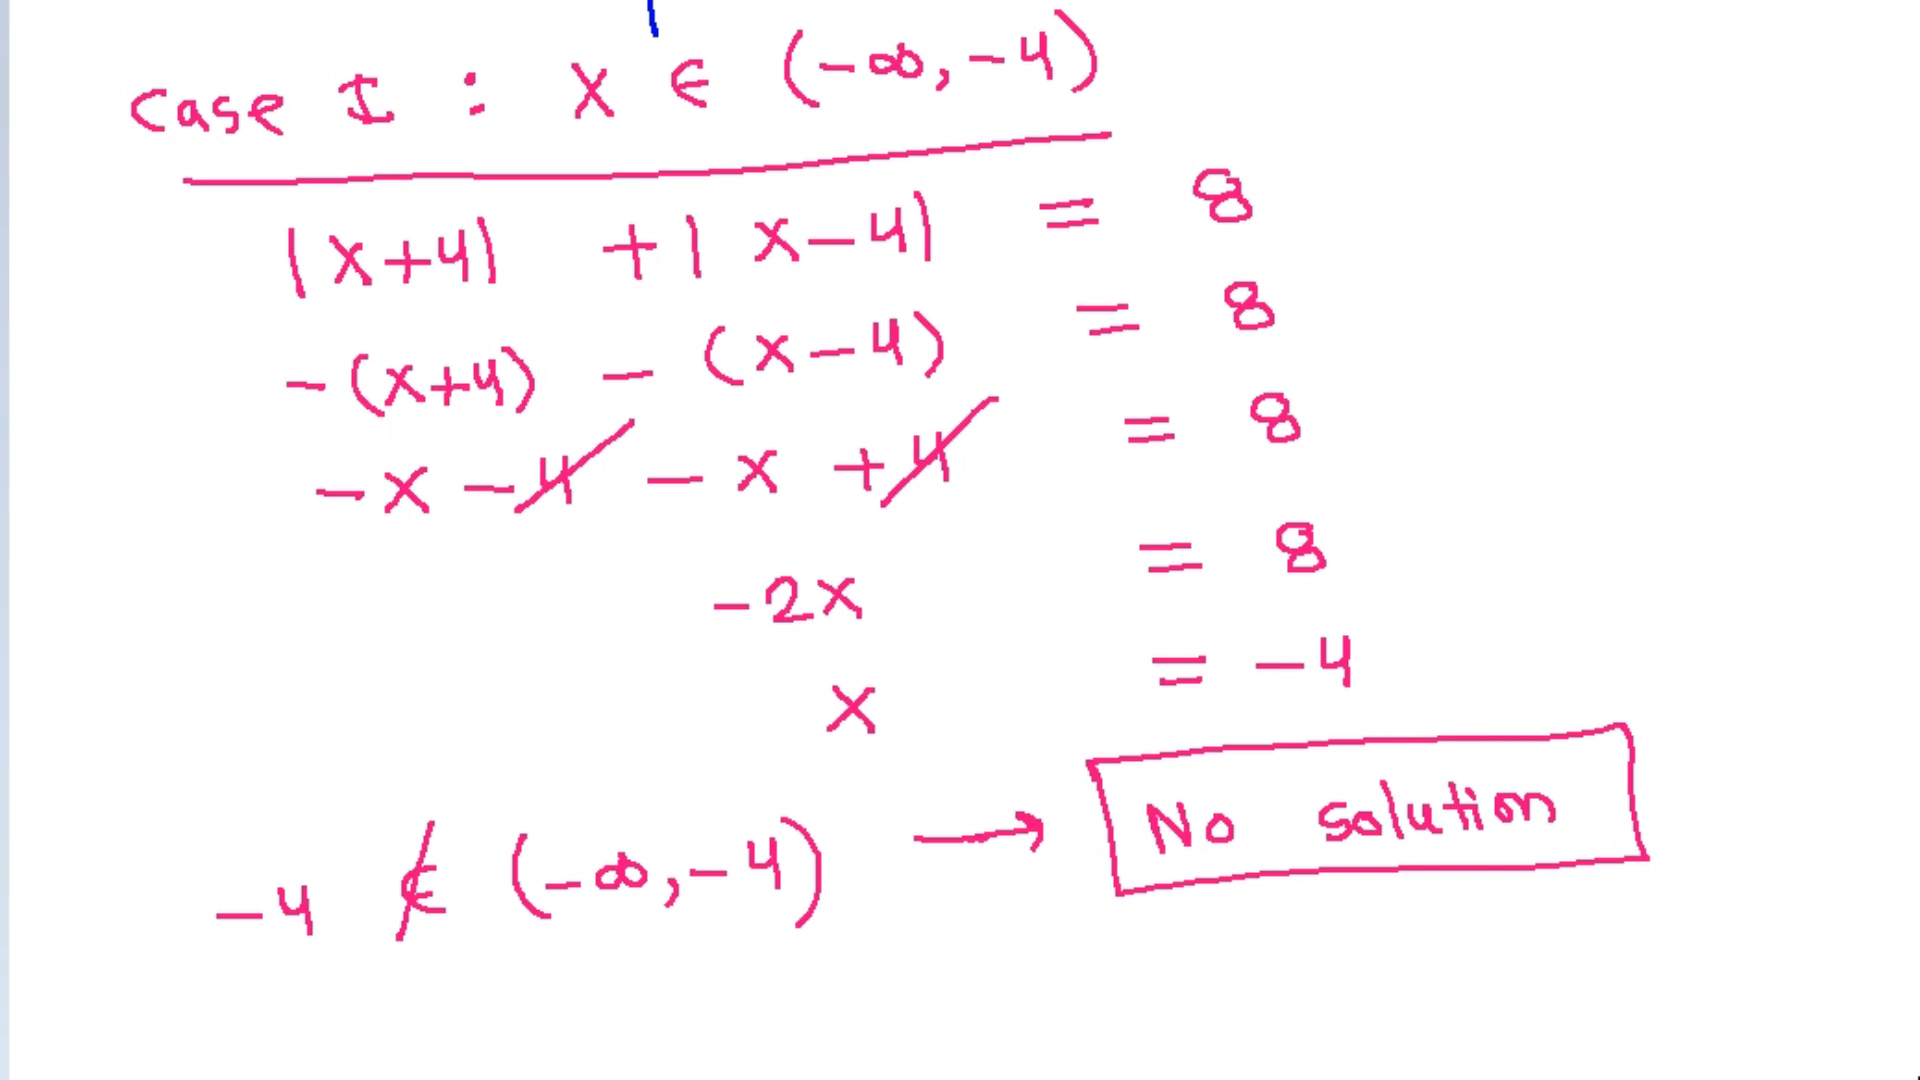 Case I : x ∈ (-∞, -4)
|x+4| + |x-4| = 8
-(x+4) - (x-4) = 8
-x - 4 - x + 4 = 8
-2x = 8
x = -4
-4 ∉ (-∞, -4) → No solution